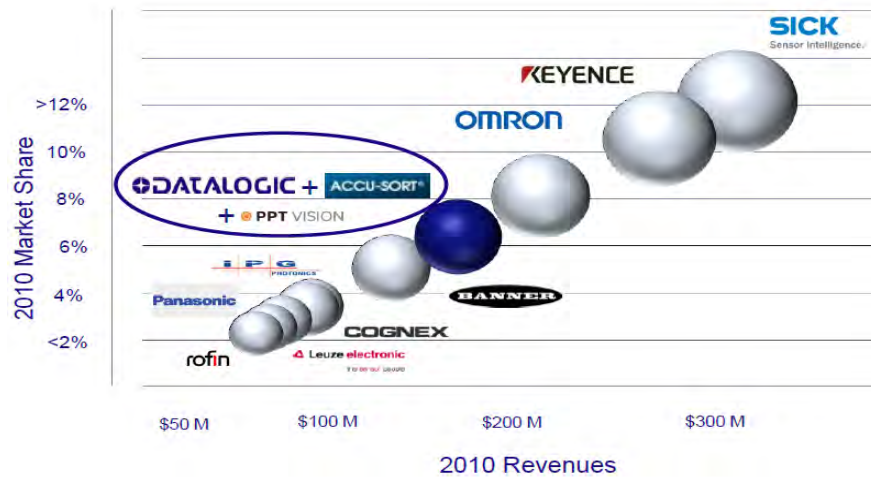 SICK
Sensor Intelligence.
KEYENCE
OMRON
>12%
10%
DATALOGIC + ACCU-SORT®
8%
+ PPT VISION
6%
IPG
PHOTONICS
Panasonic
4%
BANNER
COGNEX
<2%
rofin
Leuze electronic
2010 Market Share
$50 M
$100 M
$200 M
$300 M
2010 Revenues